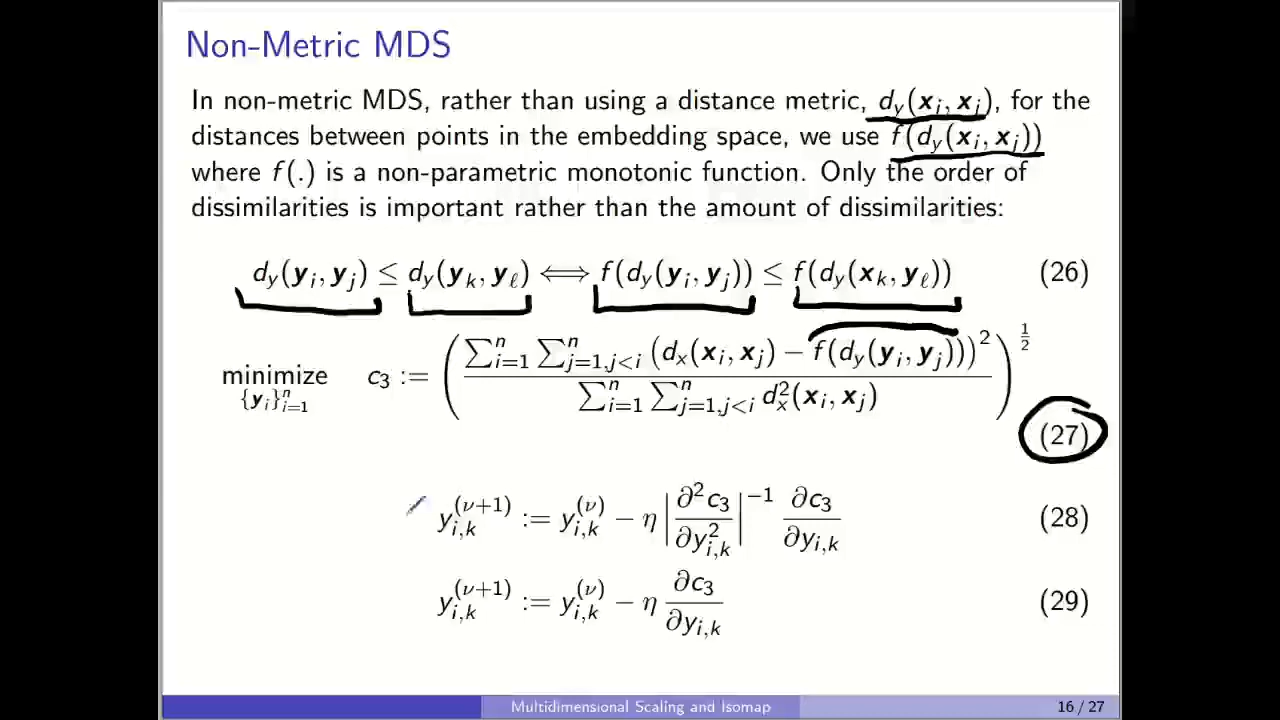 Non-Metric MDS
In non-metric MDS, rather than using a distance metric, d_y(x_i, x_j), for the
distances between points in the embedding space, we use f(d_y(x_i, x_j))
where f(.) is a non-parametric monotonic function. Only the order of
dissimilarities is important rather than the amount of dissimilarities:
d_y(y_i, y_j) ≤ d_y(y_k, y_ℓ) ⟺ f(d_y(y_i, y_j)) ≤ f(d_y(x_k, y_ℓ)) (26)
minimize_{{y_i}_{i=1}^n} c_3 := ( ∑_{i=1}^n ∑_{j=1,j<i}^n (d_x(x_i, x_j) − f(d_y(y_i, y_j)))^2 / ∑_{i=1}^n ∑_{j=1,j<i}^n d_x^2(x_i, x_j) )^{1/2}
(27)
y_{i,k}^{(ν+1)} := y_{i,k}^{(ν)} − η |∂^2 c_3 / ∂y_{i,k}^2|^{−1} ∂c_3 / ∂y_{i,k} (28)
y_{i,k}^{(ν+1)} := y_{i,k}^{(ν)} − η ∂c_3 / ∂y_{i,k} (29)
Multidimensional Scaling and Isomap 16 / 27